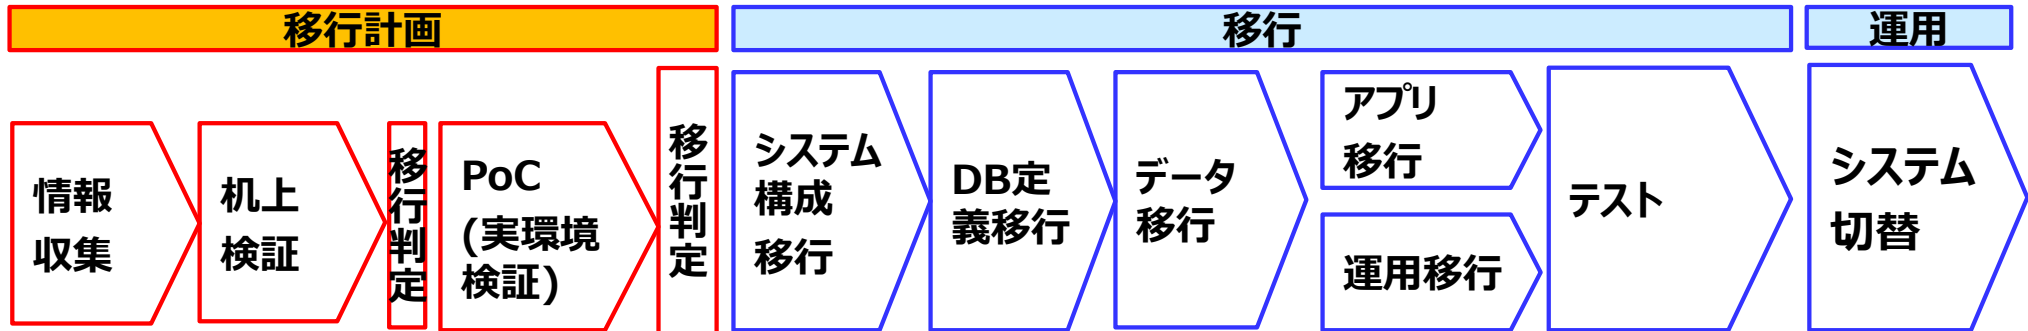 移行計画
移行
運用
情報
収集
机上
検証
移行判定
PoC
(実環境
検証)
移行判定
システム
構成
移行
DB定
義移行
データ
移行
アプリ
移行
運用移行
テスト
システム
切替